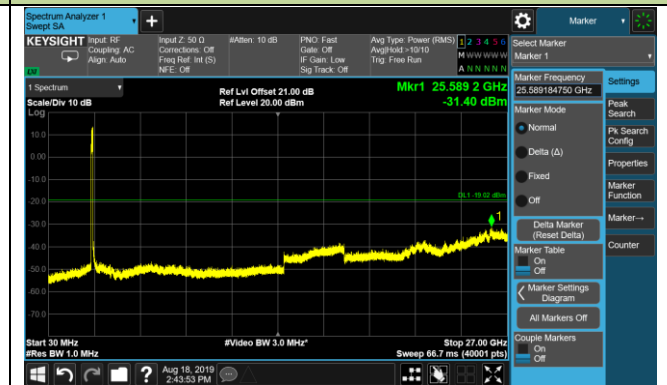 Spectrum Analyzer 1
Swept SA
Marker
KEYSIGHT
Input: RF
Coupling: AC
Align: Auto
Input Z: 50 Ω
Corrections: Off
Freq Ref: Int (S)
NFE: Off
#Atten: 10 dB
PNO: Fast
Gate: Off
IF Gain: Low
Sig Track: Off
Avg Type: Power (RMS)
Avg|Hold >10/10
Trig: Free Run
1 2 3 4 5 6
M W W W W W
A N N N N N
Select Marker
Marker 1
1 Spectrum
Scale/Div 10 dB
Ref Lvl Offset 21.00 dB
Ref Level 20.00 dBm
Mkr1 25.589 2 GHz
-31.40 dBm
Log
10.0
0.00
-10.0
-20.0
-30.0
-40.0
-50.0
-60.0
-70.0
DL1 -19.02 dBm
1
Start 30 MHz
#Res BW 1.0 MHz
#Video BW 3.0 MHz*
Stop 27.00 GHz
Sweep 66.7 ms (40001 pts)
Marker Frequency
25.589184750 GHz
Marker Mode
Normal
Delta (Δ)
Fixed
Off
Delta Marker
(Reset Delta)
Marker Table
On
Off
Marker Settings
Diagram
All Markers Off
Couple Markers
On
Off
Settings
Peak
Search
Pk Search
Config
Properties
Marker
Function
Marker→
Counter
Aug 18, 2019
2:43:53 PM